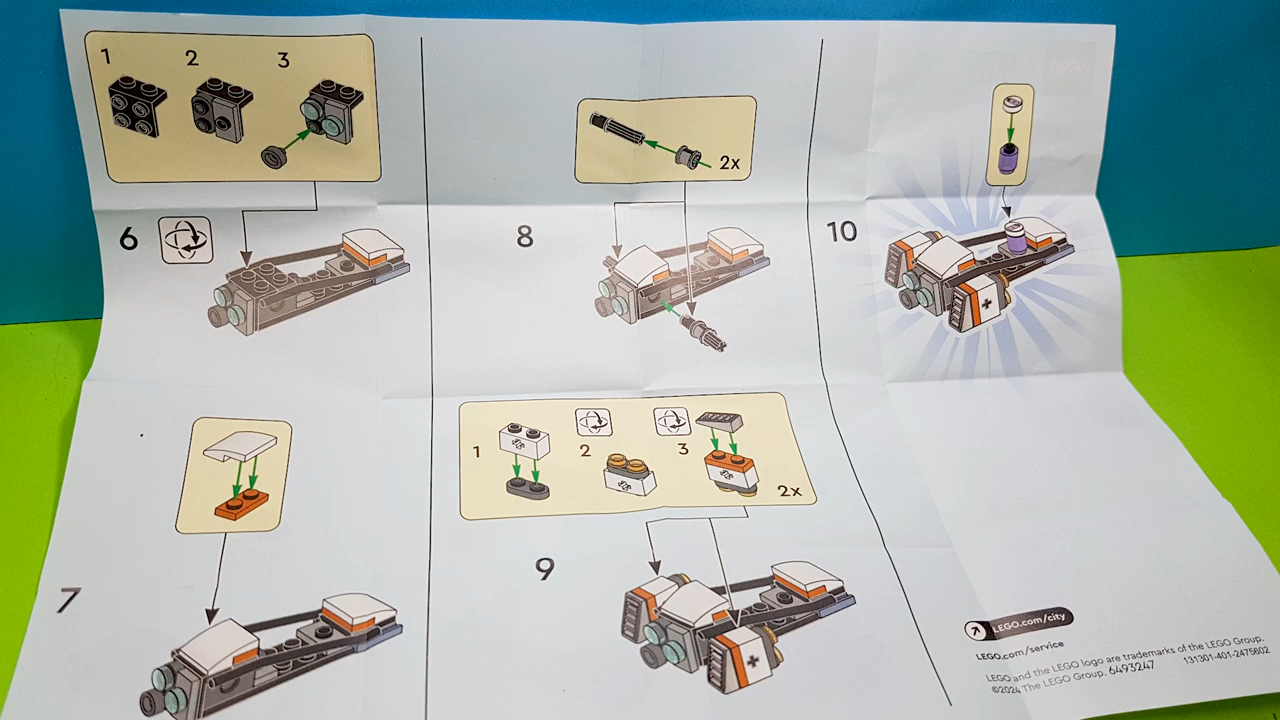 1
2
3
6
7
2x
8
1
2
3
2x
9
10
LEGO.com/city
LEGO.com/service
LEGO and the LEGO logo are trademarks of the LEGO Group.
©2024 The LEGO Group. 6493247 131301-401-2475602